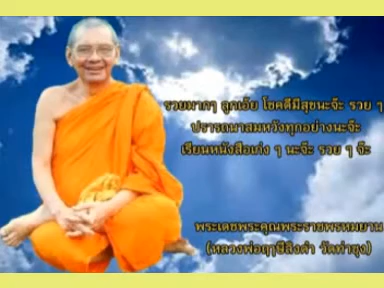 รวยมากๆ ลูกเอ๊ย โชคดีมีสุขนะจ๊ะ รวย ๆ
ปรารถนาสมหวังทุกอย่างนะจ๊ะ
เรียนหนังสือเก่ง ๆ นะจ๊ะ รวย ๆ จ๊ะ
พระเดชพระคุณพระราชพรหมยาน
(หลวงพ่อฤาษีลิงดำ วัดท่าซุง)